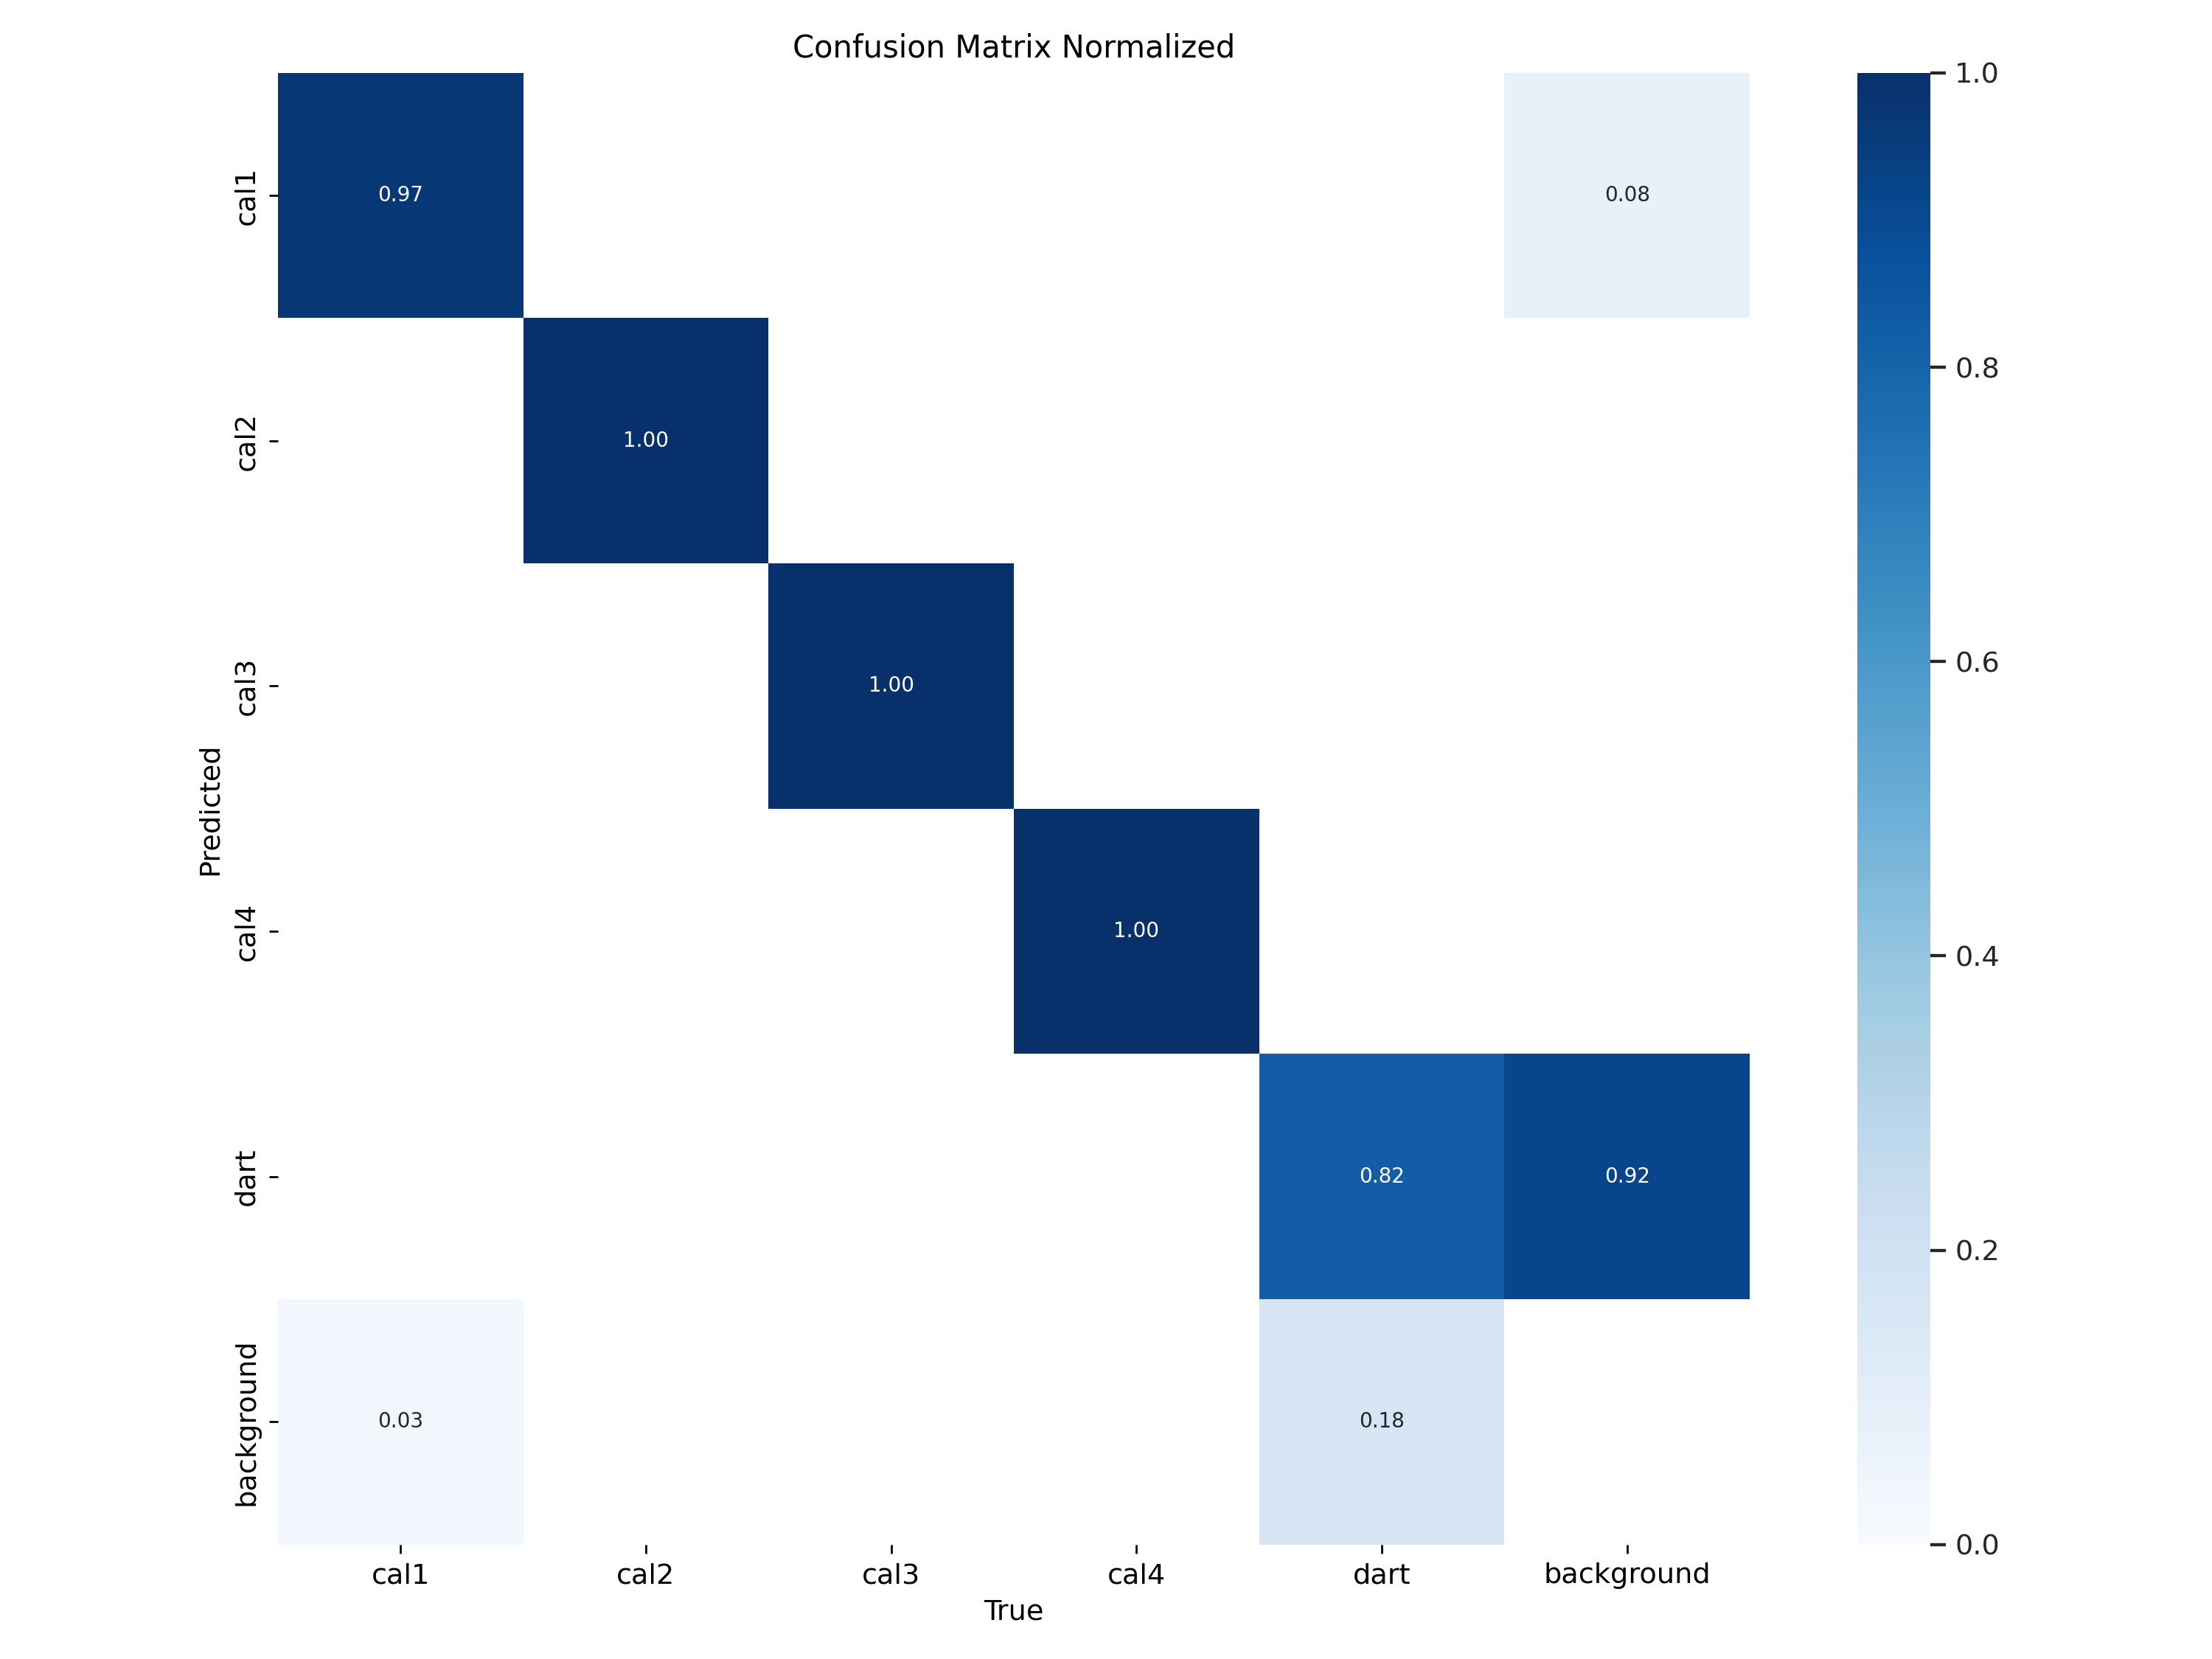 Confusion Matrix Normalized
cal1
0.97
0.08
cal2
1.00
cal3
1.00
cal4
1.00
dart
0.82
0.92
background
0.03
0.18
Predicted
cal1 cal2 cal3 cal4 dart background
True
1.0
0.8
0.6
0.4
0.2
0.0